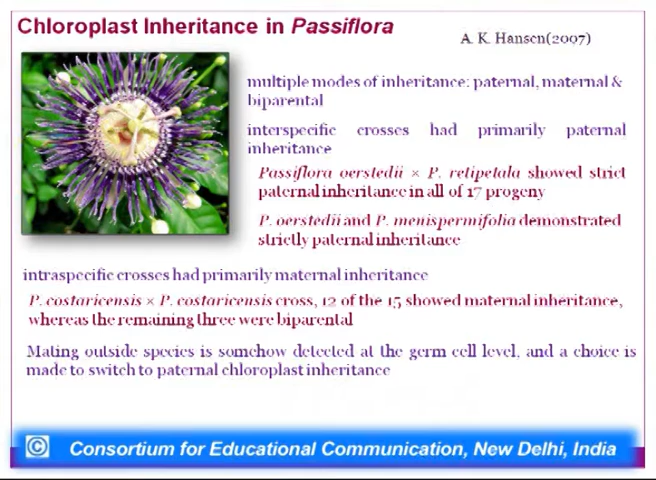 Chloroplast Inheritance in Passiflora
A. K. Hansen(2007)
multiple modes of inheritance: paternal, maternal &
biparental
interspecific crosses had primarily paternal
inheritance
Passiflora oerstedii × P. retipetala showed strict
paternal inheritance in all of 17 progeny
P. oerstedii and P. menispermifolia demonstrated
strictly paternal inheritance
intraspecific crosses had primarily maternal inheritance
P. costaricensis × P. costaricensis cross, 12 of the 15 showed maternal inheritance,
whereas the remaining three were biparental
Mating outside species is somehow detected at the germ cell level, and a choice is
made to switch to paternal chloroplast inheritance
© Consortium for Educational Communication, New Delhi, India